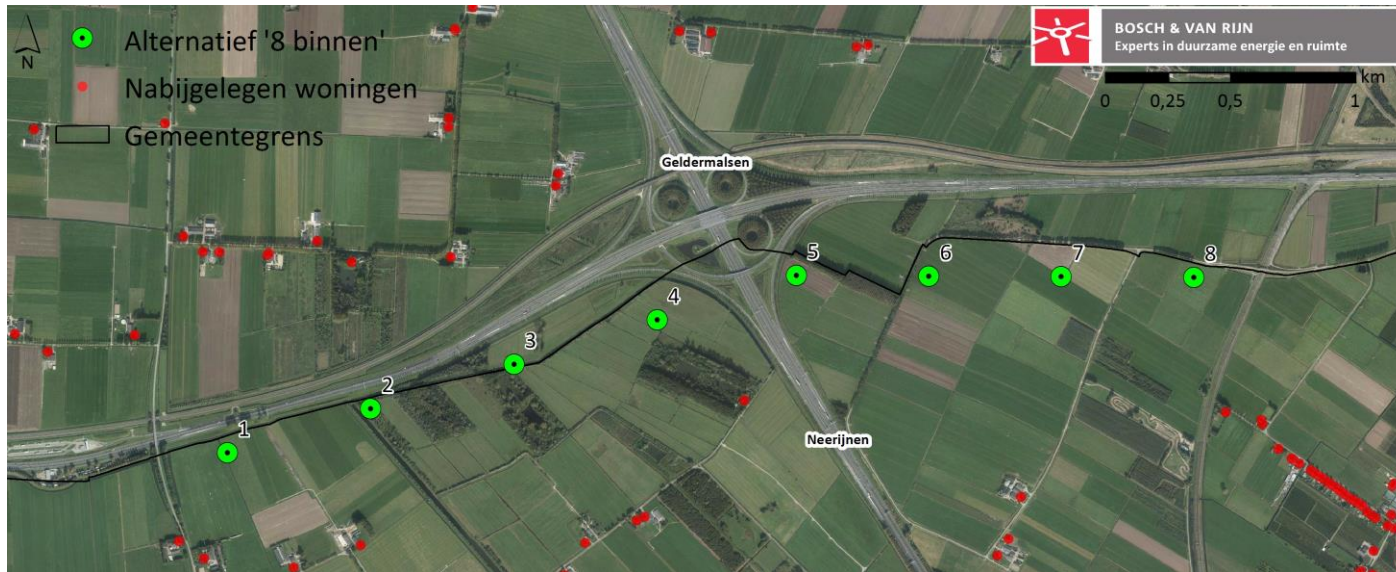 N
Alternatief '8 binnen'
Nabijgelegen woningen
Gemeentegrens
BOSCH & VAN RIJN
Experts in duurzame energie en ruimte
km
0 0,25 0,5 1
Geldermalsen
5
6
7
8
4
3
2
1
Neerijnen